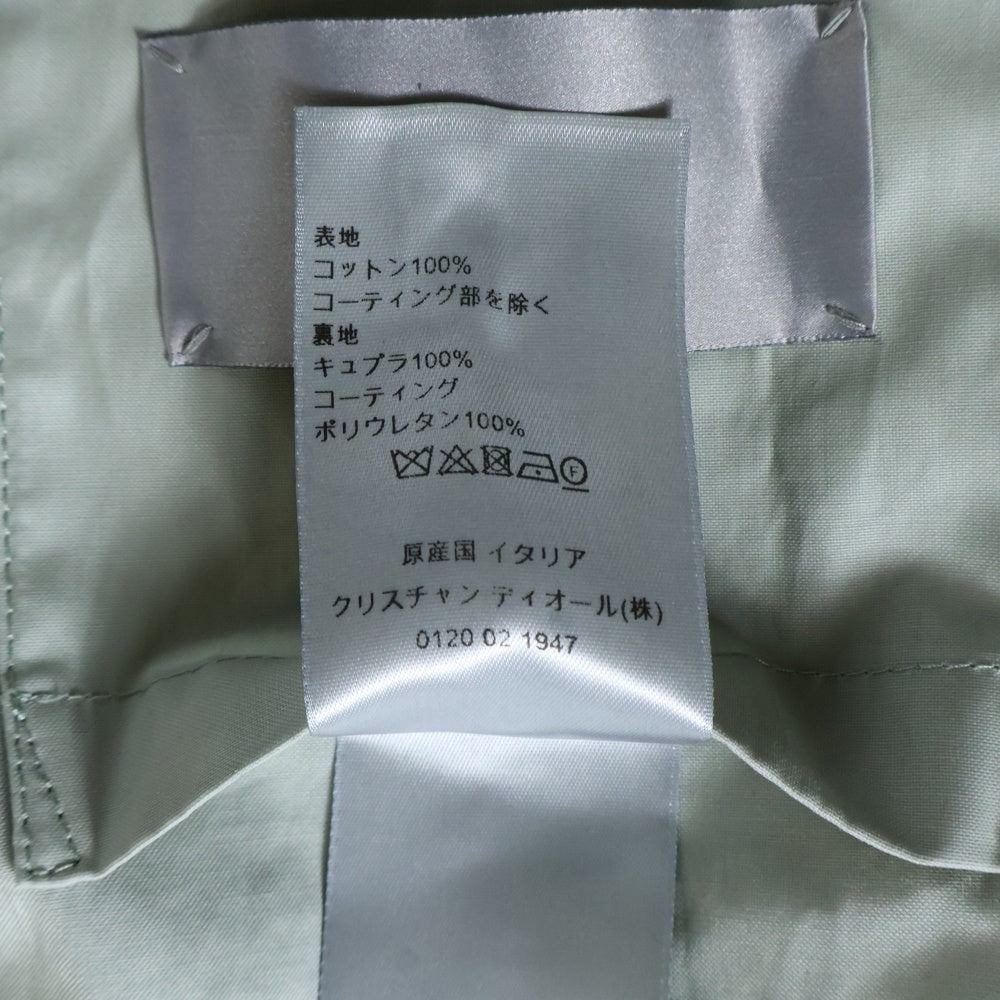 表地
コットン100%
コーティング部を除く
裏地
キュプラ100%
コーティング
ポリウレタン100%
F
原産国 イタリア
クリスチャン ディオール(株)
0120 02 1947